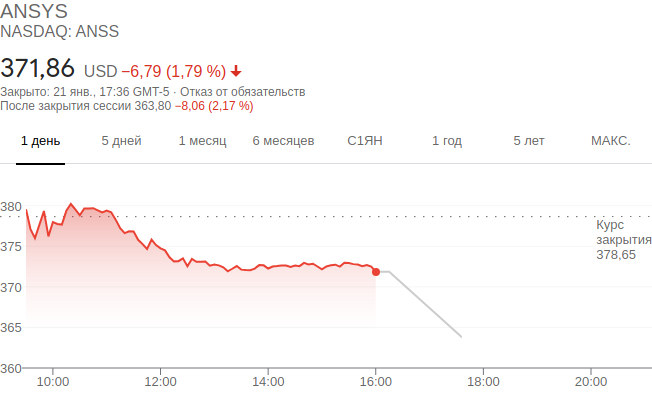 ANSYS
NASDAQ: ANSS
371,86 USD −6,79 (1,79 %)
Закрыто: 21 янв., 17:36 GMT-5 · Отказ от обязательств
После закрытия сессии 363,80 −8,06 (2,17 %)
1 день 5 дней 1 месяц 6 месяцев С1ЯН 1 год 5 лет МАКС.
380
Курс
закрытия
378,65
375
370
365
360
10:00 12:00 14:00 16:00 18:00 20:00